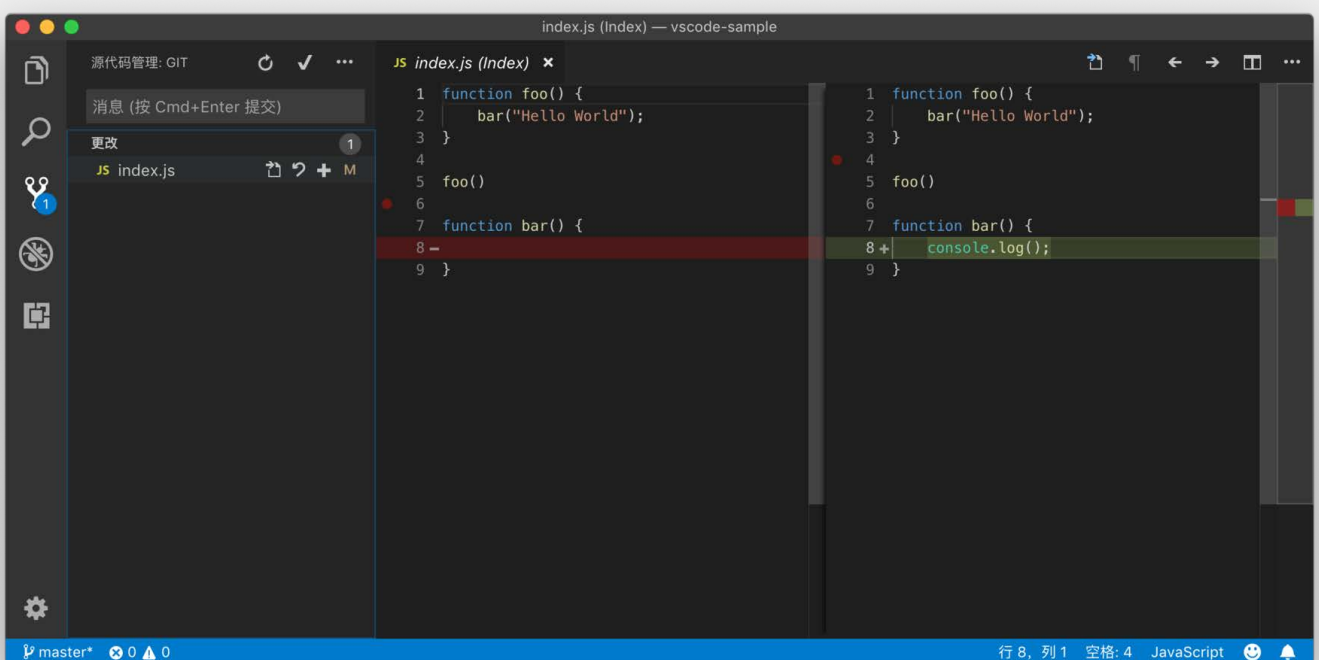 index.js (Index) — vscode-sample
源代码管理: GIT
消息 (按 Cmd+Enter 提交)
更改 1
JS index.js M
1
JS index.js (Index) ×
1 function foo() {
2 bar("Hello World");
3 }
4
5 foo()
6
7 function bar() {
8 -
9 }
1 function foo() {
2 bar("Hello World");
3 }
4
5 foo()
6
7 function bar() {
8 + console.log();
9 }
master* 0 0
行 8，列 1 空格: 4 JavaScript